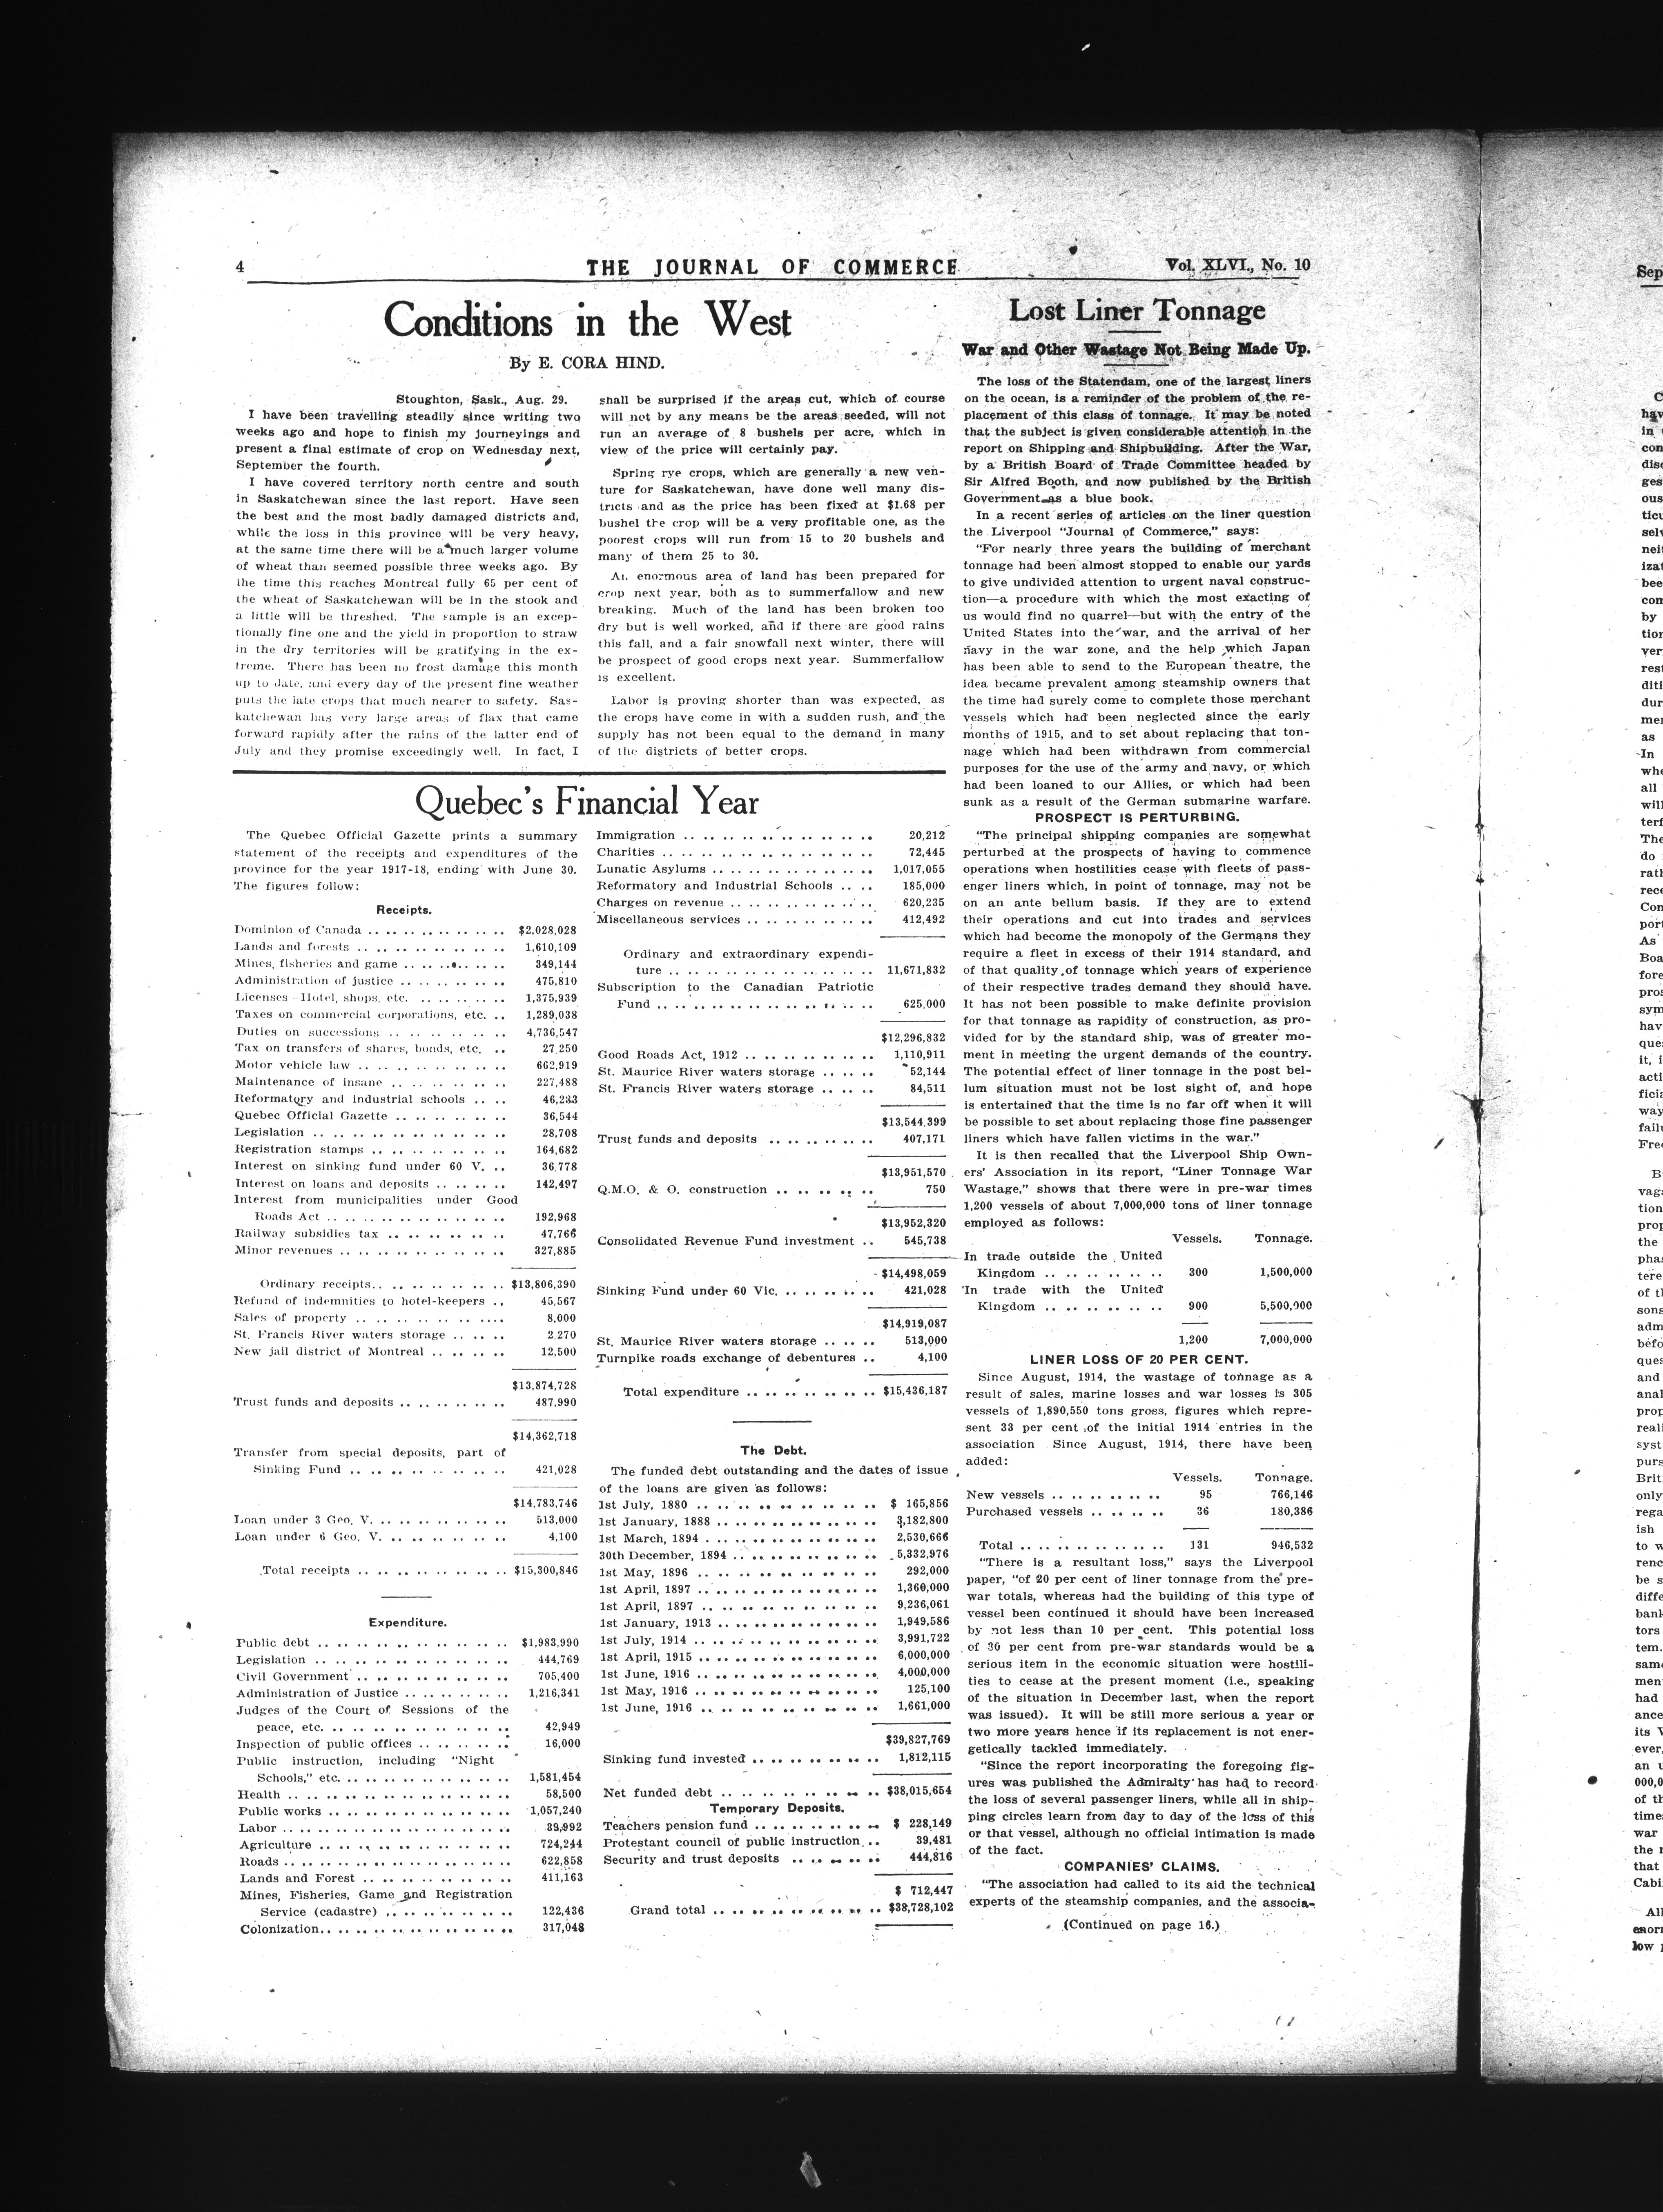 4
THE JOURNAL OF COMMERCE
Vol. XLVI., No. 10
Conditions in the West
By E. CORA HIND.
Stoughton, Sask., Aug. 29.
I have been travelling steadily since writing two
weeks ago and hope to finish my journeyings and
present a final estimate of crop on Wednesday next,
September the fourth.
I have covered territory north centre and south
in Saskatchewan since the last report. Have seen
the best and the most badly damaged districts and,
while the loss in this province will be very heavy,
at the same time there will be a much larger volume
of wheat than seemed possible three weeks ago. By
the time this reaches Montreal fully 65 per cent of
the wheat of Saskatchewan will be in the stook and
a little will be threshed. The sample is an excep-
tionally fine one and the yield in proportion to straw
in the dry territories will be gratifying in the ex-
treme. There has been no frost damage this month
up to date, and every day of the present fine weather
puts the late crops that much nearer to safety. Sas-
katchewan has very large areas of flax that came
forward rapidly after the rains of the latter end of
July and they promise exceedingly well. In fact, I
shall be surprised if the areas cut, which of course
will not by any means be the areas seeded, will not
run an average of 8 bushels per acre, which in
view of the price will certainly pay.
Spring rye crops, which are generally a new ven-
ture for Saskatchewan, have done well many dis-
tricts and as the price has been fixed at $1.68 per
bushel the crop will be a very profitable one, as the
poorest crops will run from 15 to 20 bushels and
many of them 25 to 30.
An enormous area of land has been prepared for
crop next year, both as to summerfallow and new
breaking. Much of the land has been broken too
dry but is well worked, and if there are good rains
this fall, and a fair snowfall next winter, there will
be prospect of good crops next year. Summerfallow
is excellent.
Labor is proving shorter than was expected, as
the crops have come in with a sudden rush, and the
supply has not been equal to the demand in many
of the districts of better crops.
Quebec's Financial Year
The Quebec Official Gazette prints a summary
statement of the receipts and expenditures of the
province for the year 1917-18, ending with June 30.
The figures follow:
Receipts.
Dominion of Canada .. .. .. .. .. .. .. .. $2,028,028
Lands and forests .. .. .. .. .. .. .. .. 1,610,109
Mines, fisheries and game .. .. .. .. .. .. 349,144
Administration of justice .. .. .. .. .. .. 475,810
Licenses—Hotel, shops, etc. .. .. .. .. .. 1,375,939
Taxes on commercial corporations, etc. .. 1,289,038
Duties on successions .. .. .. .. .. .. .. 4,736,547
Tax on transfers of shares, bonds, etc. .. 27,250
Motor vehicle law .. .. .. .. .. .. .. .. 662,919
Maintenance of insane .. .. .. .. .. .. .. 227,488
Reformatory and industrial schools .. .. 46,233
Quebec Official Gazette .. .. .. .. .. .. 36,544
Legislation .. .. .. .. .. .. .. .. .. .. 28,708
Registration stamps .. .. .. .. .. .. .. 164,682
Interest on sinking fund under 60 V. .. 36,778
Interest on loans and deposits .. .. .. .. 142,497
Interest from municipalities under Good
Roads Act .. .. .. .. .. .. .. .. .. .. 192,968
Railway subsidies tax .. .. .. .. .. .. .. 47,766
Minor revenues .. .. .. .. .. .. .. .. .. 327,885
Ordinary receipts.. .. .. .. .. .. .. .. $13,806,390
Refund of indemnities to hotel-keepers .. 45,567
Sales of property .. .. .. .. .. .. .. .... 8,000
St. Francis River waters storage .. .. .. 2,270
New jail district of Montreal .. .. .. .. 12,500
$13,874,728
Trust funds and deposits .. .. .. .. .. .. 487,990
$14,362,718
Transfer from special deposits, part of
Sinking Fund .. .. .. .. .. .. .. .. .. 421,028
$14,783,746
Loan under 3 Geo. V. .. .. .. .. .. .. .. 513,000
Loan under 6 Geo. V. .. .. .. .. .. .. .. 4,100
Total receipts .. .. .. .. .. .. .. .. .. $15,300,846
Expenditure.
Public debt .. .. .. .. .. .. .. .. .. .. $1,983,990
Legislation .. .. .. .. .. .. .. .. .. .. 444,769
Civil Government .. .. .. .. .. .. .. .. 705,400
Administration of Justice .. .. .. .. .. .. 1,216,341
Judges of the Court of Sessions of the
peace, etc. .. .. .. .. .. .. .. .. .. .. 42,949
Inspection of public offices .. .. .. .. .. 16,000
Public instruction, including "Night
Schools," etc. .. .. .. .. .. .. .. .. .. 1,581,454
Health .. .. .. .. .. .. .. .. .. .. .. .. 58,500
Public works .. .. .. .. .. .. .. .. .. .. 1,057,240
Labor .. .. .. .. .. .. .. .. .. .. .. .. 39,992
Agriculture .. .. .. .. .. .. .. .. .. .. 724,244
Roads .. .. .. .. .. .. .. .. .. .. .. .. 622,858
Lands and Forest .. .. .. .. .. .. .. .. 411,163
Mines, Fisheries, Game and Registration
Service (cadastre) .. .. .. .. .. .. .. 122,436
Colonization.. .. .. .. .. .. .. .. .. .. 317,048
Immigration .. .. .. .. .. .. .. .. .. .. 20,212
Charities .. .. .. .. .. .. .. .. .. .. .. 72,445
Lunatic Asylums .. .. .. .. .. .. .. .. .. 1,017,055
Reformatory and Industrial Schools .. .. 185,000
Charges on revenue .. .. .. .. .. .. .. .. 620,235
Miscellaneous services .. .. .. .. .. .. .. 412,492
Ordinary and extraordinary expendi-
ture .. .. .. .. .. .. .. .. .. .. .. 11,671,832
Subscription to the Canadian Patriotic
Fund .. .. .. .. .. .. .. .. .. .. .. 625,000
$12,296,832
Good Roads Act, 1912 .. .. .. .. .. .. .. 1,110,911
St. Maurice River waters storage .. .. .. 52,144
St. Francis River waters storage .. .. .. 84,511
$13,544,399
Trust funds and deposits .. .. .. .. .. .. 407,171
$13,951,570
Q.M.O. & O. construction .. .. .. .. .. .. 750
$13,952,320
Consolidated Revenue Fund investment .. 545,738
$14,498,059
Sinking Fund under 60 Vic. .. .. .. .. .. 421,028
$14,919,087
St. Maurice River waters storage .. .. .. 513,000
Turnpike roads exchange of debentures .. 4,100
Total expenditure .. .. .. .. .. .. .. $15,436,187
The Debt.
The funded debt outstanding and the dates of issue
of the loans are given as follows:
1st July, 1880 .. .. .. .. .. .. .. .. .. .. $ 165,856
1st January, 1888 .. .. .. .. .. .. .. .. .. 3,182,800
1st March, 1894 . .. .. .. .. .. .. .. .. .. 2,530,666
30th December, 1894 .. .. .. .. .. .. .. .. 5,332,976
1st May, 1896 .. .. .. .. .. .. .. .. .. .. 292,000
1st April, 1897 .. .. .. .. .. .. .. .. .. .. 1,360,000
1st April, 1897 .. .. .. .. .. .. .. .. .. .. 9,236,061
1st January, 1913 .. .. .. .. .. .. .. .. .. 1,949,586
1st July, 1914 .. .. .. .. .. .. .. .. .. .. 3,991,722
1st April, 1915 .. .. .. .. .. .. .. .. .. .. 6,000,000
1st June, 1916 .. .. .. .. .. .. .. .. .. .. 4,000,000
1st May, 1916 .. .. .. .. .. .. .. .. .. .. 125,100
1st June, 1916 .. .. .. .. .. .. .. .. .. .. 1,661,000
$39,827,769
Sinking fund invested .. .. .. .. .. .. .. 1,812,115
Net funded debt .. .. .. .. .. .. .. .. .. $38,015,654
Temporary Deposits.
Teachers pension fund .. .. .. .. .. .. .. $ 228,149
Protestant council of public instruction .. 39,481
Security and trust deposits .. .. .. .. .. 444,816
$ 712,447
Grand total .. .. .. .. .. .. .. .. .. .. $38,728,102
Lost Liner Tonnage
War and Other Wastage Not Being Made Up.
The loss of the Statendam, one of the largest liners
on the ocean, is a reminder of the problem of the re-
placement of this class of tonnage. It may be noted
that the subject is given considerable attention in the
report on Shipping and Shipbuilding. After the War,
by a British Board of Trade Committee headed by
Sir Alfred Booth, and now published by the British
Government as a blue book.
In a recent series of articles on the liner question
the Liverpool "Journal of Commerce," says:
"For nearly three years the building of merchant
tonnage had been almost stopped to enable our yards
to give undivided attention to urgent naval construc-
tion—a procedure with which the most exacting of
us would find no quarrel—but with the entry of the
United States into the war, and the arrival of her
navy in the war zone, and the help which Japan
has been able to send to the European theatre, the
idea became prevalent among steamship owners that
the time had surely come to complete those merchant
vessels which had been neglected since the early
months of 1915, and to set about replacing that ton-
nage which had been withdrawn from commercial
purposes for the use of the army and navy, or which
had been loaned to our Allies, or which had been
sunk as a result of the German submarine warfare.
PROSPECT IS PERTURBING.
"The principal shipping companies are somewhat
perturbed at the prospects of having to commence
operations when hostilities cease with fleets of pass-
enger liners which, in point of tonnage, may not be
on an ante bellum basis. If they are to extend
their operations and cut into trades and services
which had become the monopoly of the Germans they
require a fleet in excess of their 1914 standard, and
of that quality of tonnage which years of experience
of their respective trades demand they should have.
It has not been possible to make definite provision
for that tonnage as rapidity of construction, as pro-
vided for by the standard ship, was of greater mo-
ment in meeting the urgent demands of the country.
The potential effect of liner tonnage in the post bel-
lum situation must not be lost sight of, and hope
is entertained that the time is no far off when it will
be possible to set about replacing those fine passenger
liners which have fallen victims in the war."
It is then recalled that the Liverpool Ship Own-
ers' Association in its report, "Liner Tonnage War
Wastage," shows that there were in pre-war times
1,200 vessels of about 7,000,000 tons of liner tonnage
employed as follows:
Vessels. Tonnage.
In trade outside the United
Kingdom .. .. .. .. .. .. .. 300 1,500,000
In trade with the United
Kingdom .. .. .. .. .. .. .. 900 5,500,000
1,200 7,000,000
LINER LOSS OF 20 PER CENT.
Since August, 1914, the wastage of tonnage as a
result of sales, marine losses and war losses is 305
vessels of 1,890,550 tons gross, figures which repre-
sent 33 per cent of the initial 1914 entries in the
association Since August, 1914, there have been
added:
Vessels. Tonnage.
New vessels .. .. .. .. .. .. .. 95 766,146
Purchased vessels .. .. .. .. .. 36 180,386
Total .. .. .. .. .. .. .. .. .. 131 946,532
"There is a resultant loss," says the Liverpool
paper, "of 20 per cent of liner tonnage from the pre-
war totals, whereas had the building of this type of
vessel been continued it should have been increased
by not less than 10 per cent. This potential loss
of 30 per cent from pre-war standards would be a
serious item in the economic situation were hostili-
ties to cease at the present moment (i.e., speaking
of the situation in December last, when the report
was issued). It will be still more serious a year or
two more years hence if its replacement is not ener-
getically tackled immediately.
"Since the report incorporating the foregoing fig-
ures was published the Admiralty has had to record
the loss of several passenger liners, while all in ship-
ping circles learn from day to day of the loss of this
or that vessel, although no official intimation is made
of the fact.
COMPANIES' CLAIMS.
"The association had called to its aid the technical
experts of the steamship companies, and the associa-
(Continued on page 16.)
Sep